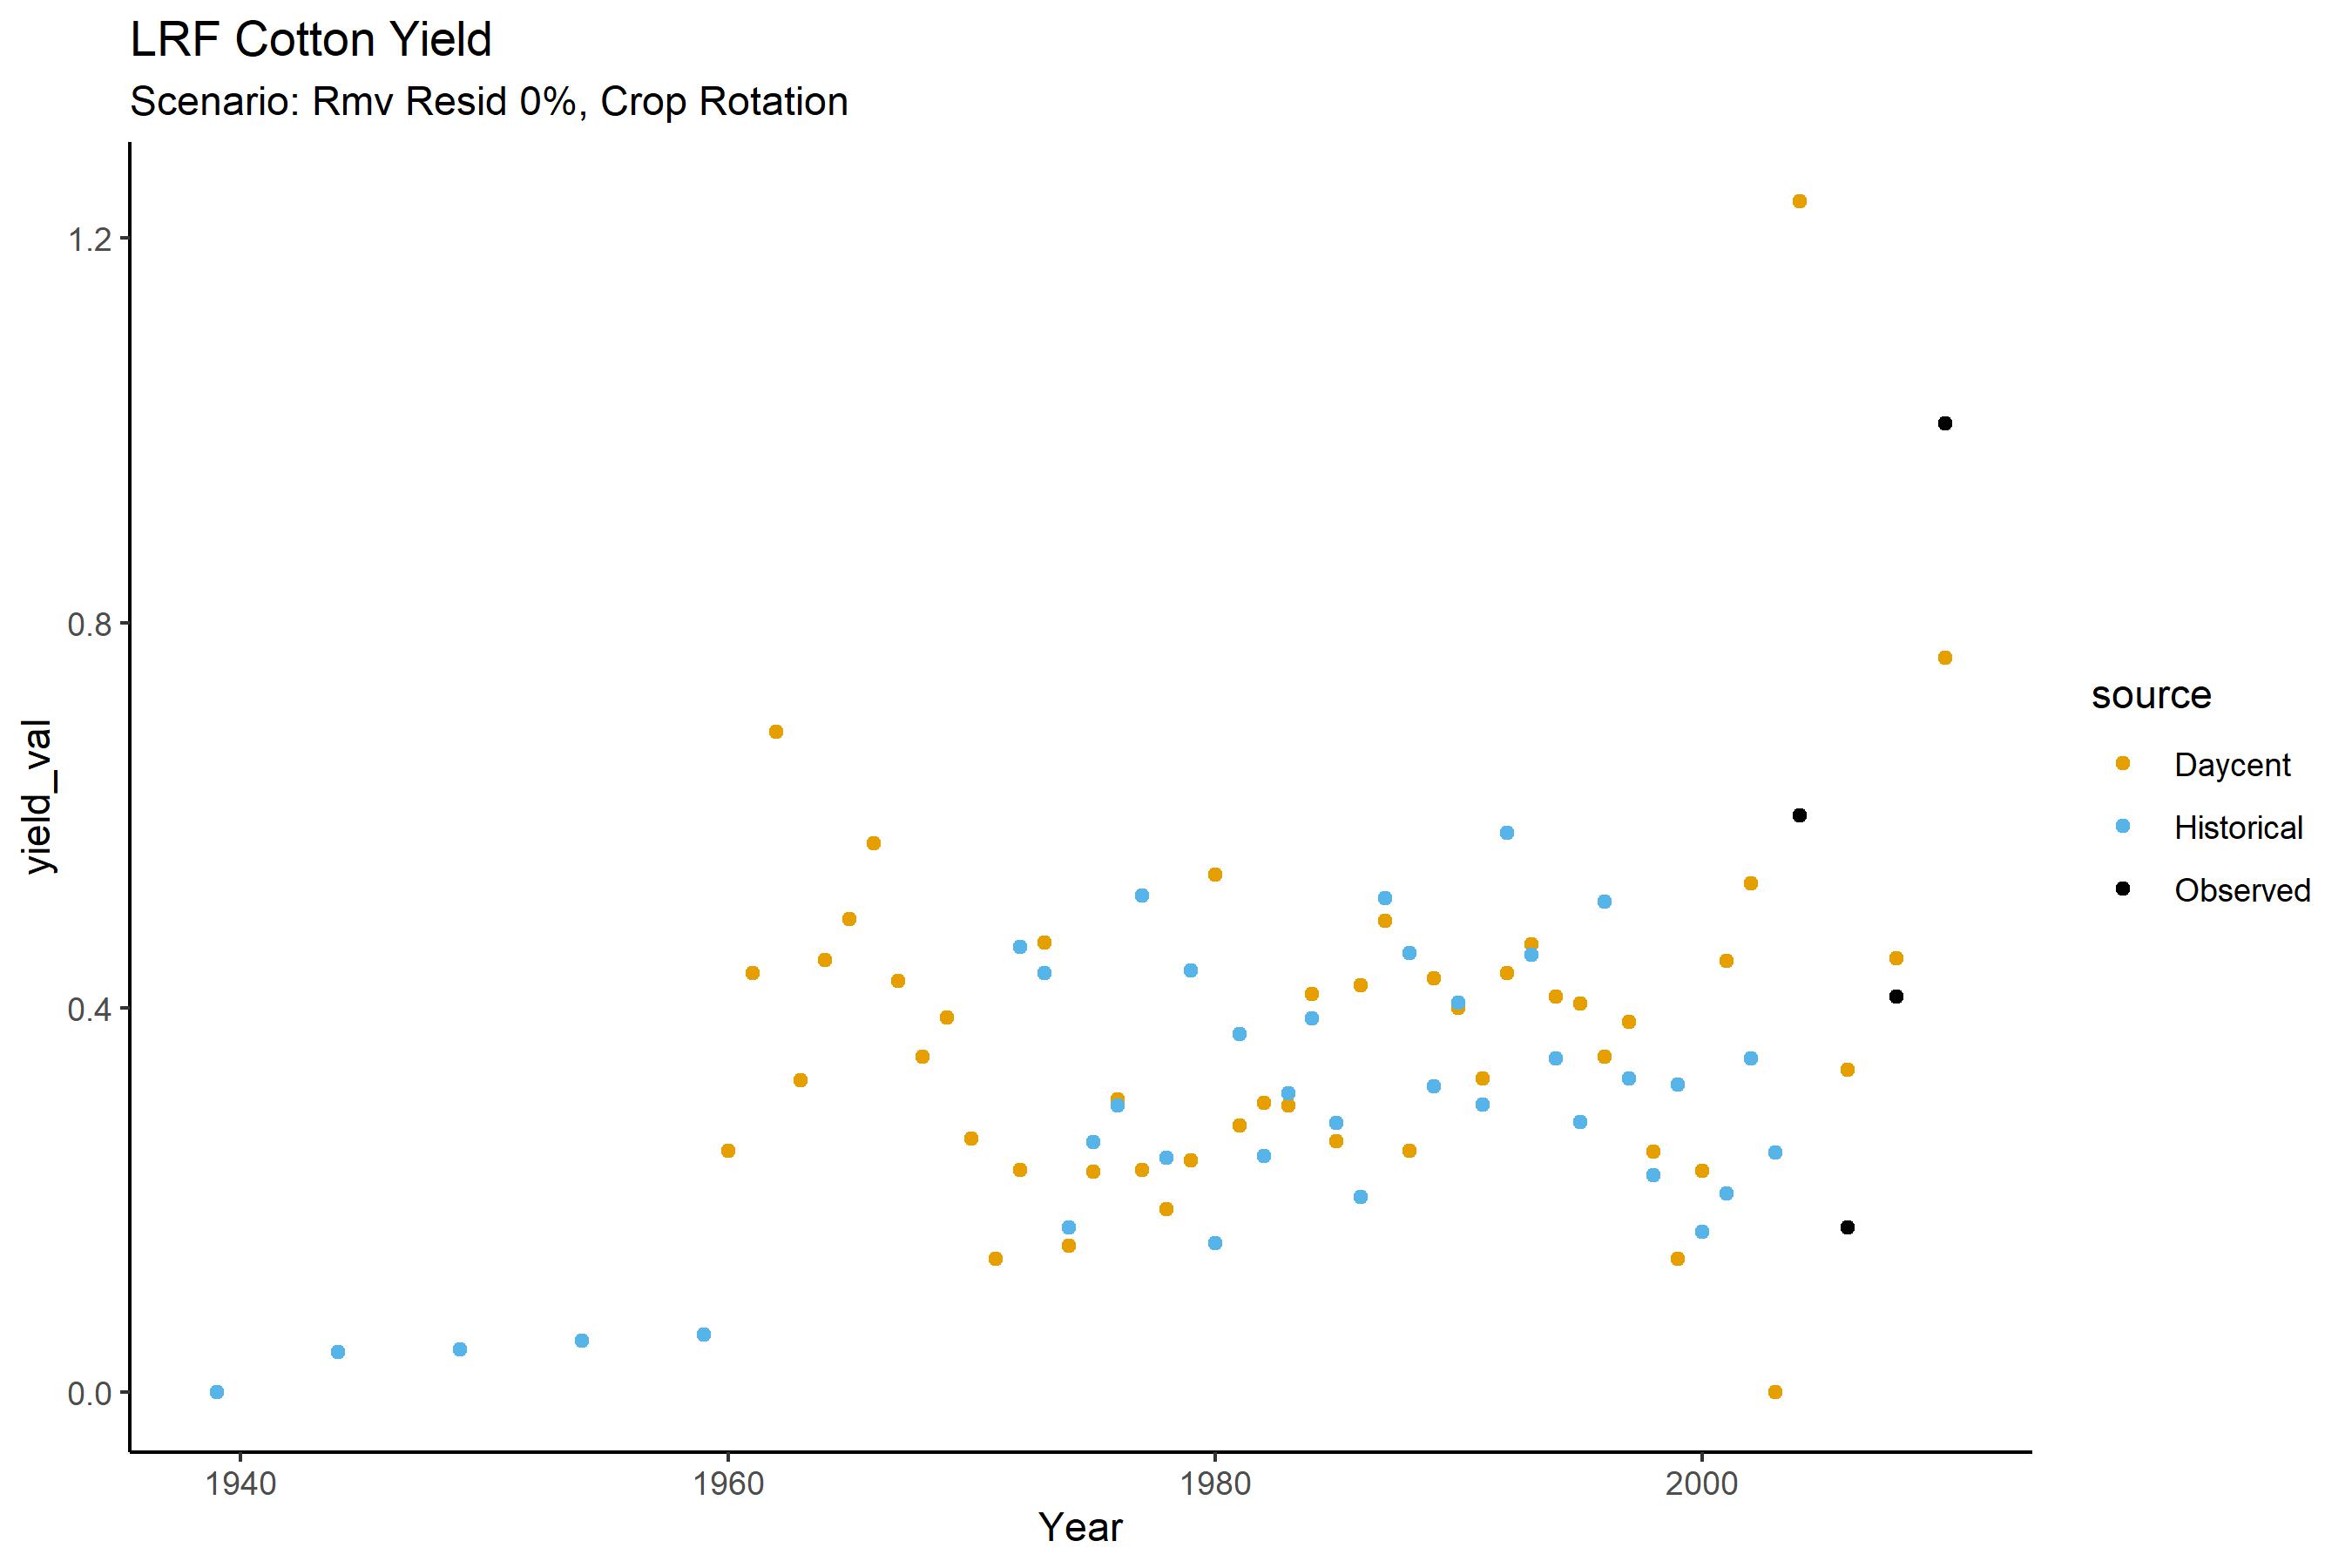 LRF Cotton Yield
Scenario: Rmv Resid 0%, Crop Rotation
1.2
0.8
0.4
0.0
yield_val
1940
1960
1980
2000
Year
source
Daycent
Historical
Observed